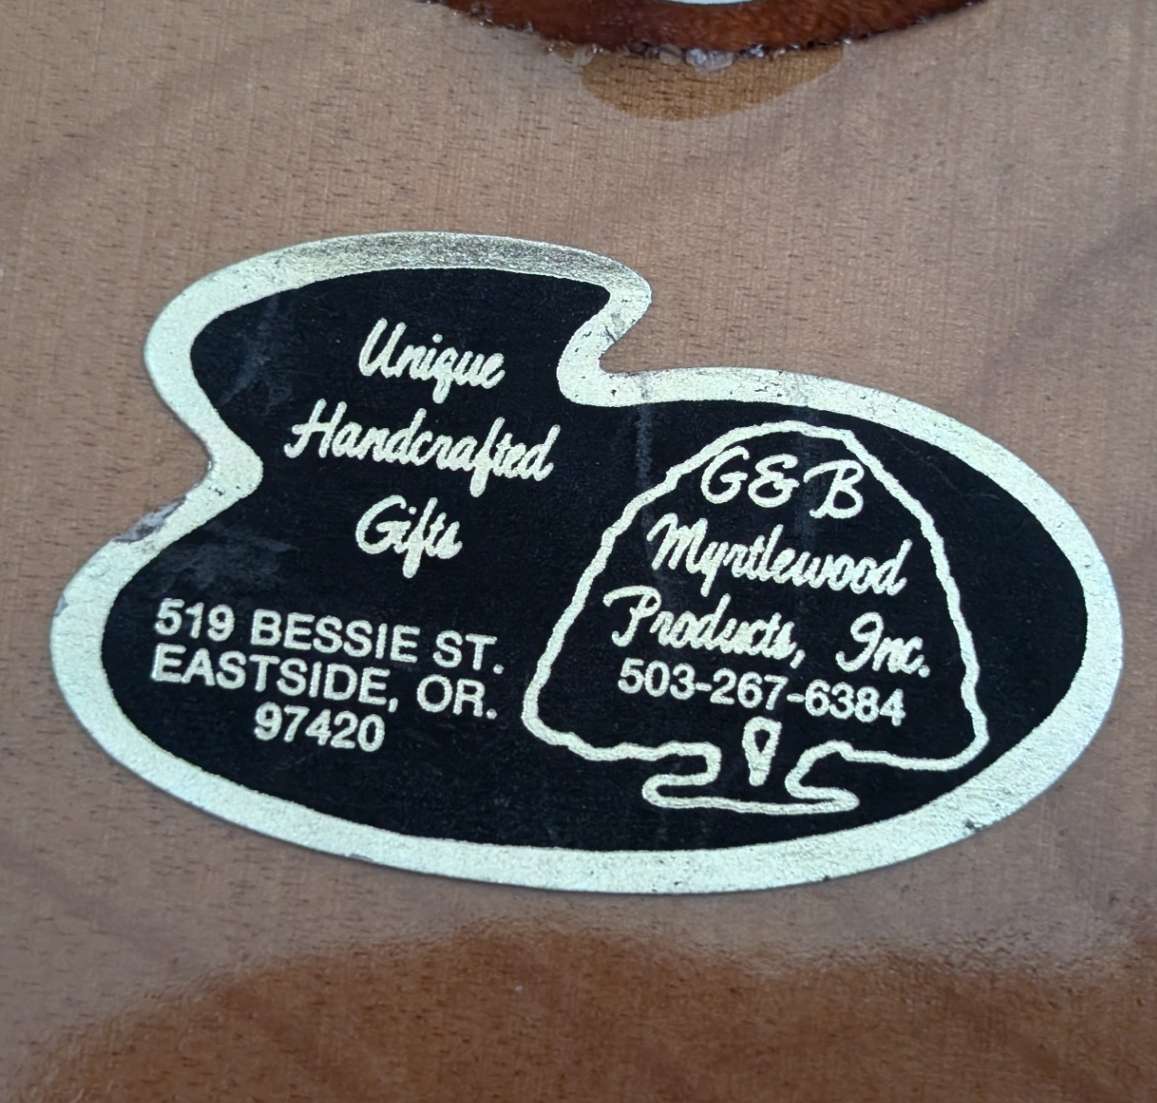 Unique
Handcrafted
Gifts
519 BESSIE ST.
EASTSIDE, OR.
97420
G&B
Myrtlewood
Products, Inc.
503-267-6384